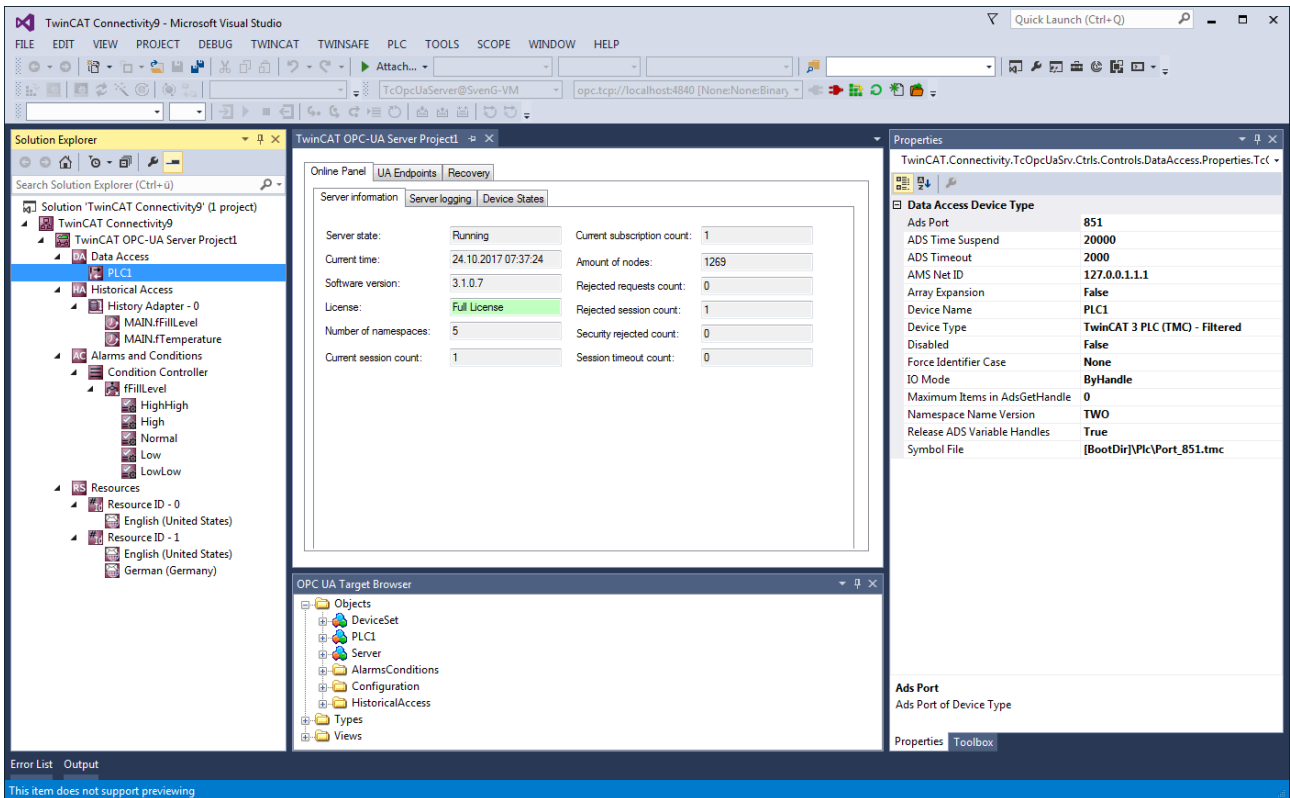 TwinCAT Connectivity9 - Microsoft Visual Studio
Quick Launch (Ctrl+Q)
FILE EDIT VIEW PROJECT DEBUG TWINCAT TWINSAFE PLC TOOLS SCOPE WINDOW HELP
Attach...
TcOpcUaServer@SvenG-VM opc.tcp://localhost:4840 [None:None:Binary
Solution Explorer
Search Solution Explorer (Ctrl+ü)
Solution 'TwinCAT Connectivity9' (1 project)
TwinCAT Connectivity9
TwinCAT OPC-UA Server Project1
DA Data Access
PLC1
HA Historical Access
History Adapter - 0
MAIN.fFillLevel
MAIN.fTemperature
AC Alarms and Conditions
Condition Controller
fFillLevel
HighHigh
High
Normal
Low
LowLow
RS Resources
Resource ID - 0
English (United States)
Resource ID - 1
English (United States)
German (Germany)
TwinCAT OPC-UA Server Project1
Online Panel UA Endpoints Recovery
Server information Server logging Device States
Server state: Running Current subscription count: 1
Current time: 24.10.2017 07:37:24 Amount of nodes: 1269
Software version: 3.1.0.7 Rejected requests count: 0
License: Full License Rejected session count: 1
Number of namespaces: 5 Security rejected count: 0
Current session count: 1 Session timeout count: 0
OPC UA Target Browser
Objects
DeviceSet
PLC1
Server
AlarmsConditions
Configuration
HistoricalAccess
Types
Views
Properties
TwinCAT.Connectivity.TcOpcUaSrv.Ctrls.Controls.DataAccess.Properties.Tc(
Data Access Device Type
Ads Port 851
ADS Time Suspend 20000
ADS Timeout 2000
AMS Net ID 127.0.0.1.1.1
Array Expansion False
Device Name PLC1
Device Type TwinCAT 3 PLC (TMC) - Filtered
Disabled False
Force Identifier Case None
IO Mode ByHandle
Maximum Items in AdsGetHandle 0
Namespace Name Version TWO
Release ADS Variable Handles True
Symbol File [BootDir]\Plc\Port_851.tmc
Ads Port
Ads Port of Device Type
Properties Toolbox
Error List Output
This item does not support previewing